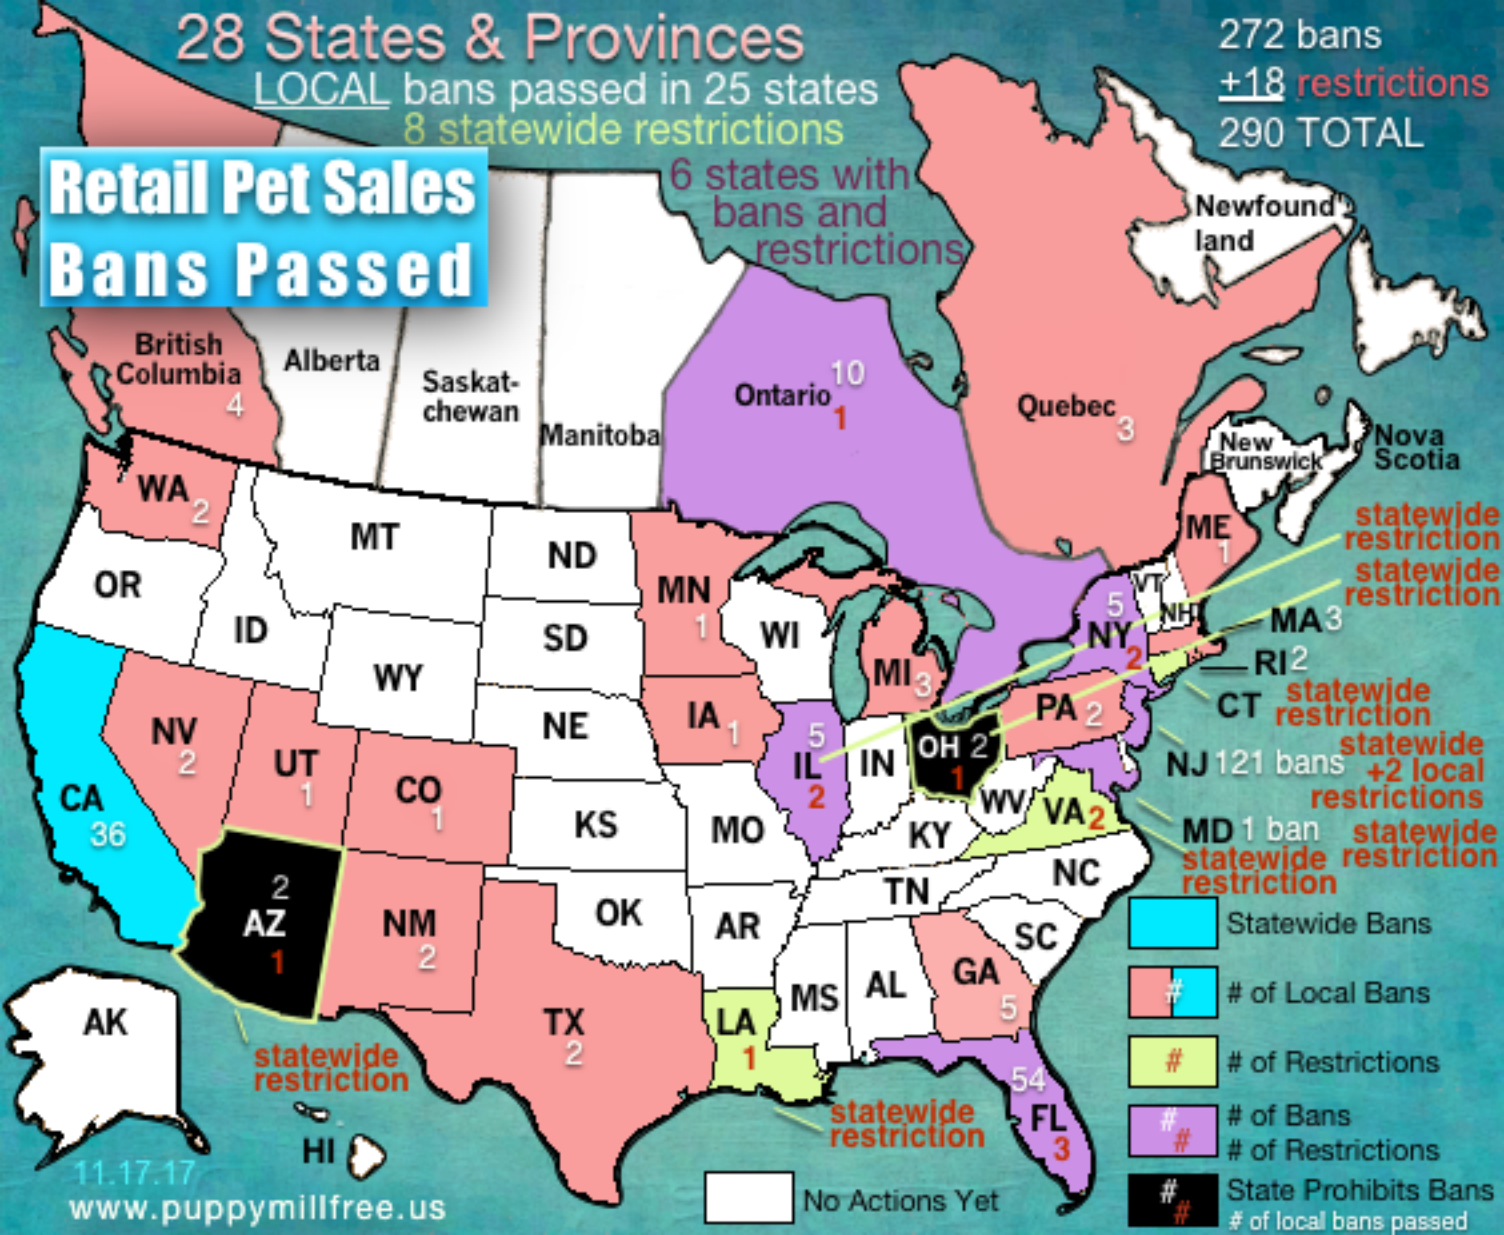 28 States & Provinces
LOCAL bans passed in 25 states
8 statewide restrictions
272 bans
+18 restrictions
290 TOTAL
Retail Pet Sales
Bans Passed
6 states with
bans and
restrictions
Newfound
land
British
Columbia
4
Alberta
Saskat-
chewan
Manitoba
Ontario
10
1
Quebec
3
New
Brunswick
Nova
Scotia
WA
2
MT
ND
MN
1
ME
1
statewide
restriction
statewide
restriction
OR
ID
SD
WI
MI
3
5
NY
2
VT
NH
MA 3
RI 2
CT
statewide
restriction
WY
NE
IA
1
5
IL
2
IN
OH 2
1
PA 2
NJ 121 bans
statewide
+2 local
restrictions
NV
2
UT
1
CO
1
CA
36
KS
MO
KY
WV
VA 2
MD 1 ban
statewide
restriction
statewide
restriction
2
AZ
1
NM
2
OK
AR
TN
NC
SC
TX
2
LA
1
MS
AL
GA
5
54
FL
3
AK
HI
statewide
restriction
statewide
restriction
Statewide Bans
# # of Local Bans
# # of Restrictions
# # of Bans
# # of Restrictions
# State Prohibits Bans
# # of local bans passed
No Actions Yet
11.17.17
www.puppymillfree.us